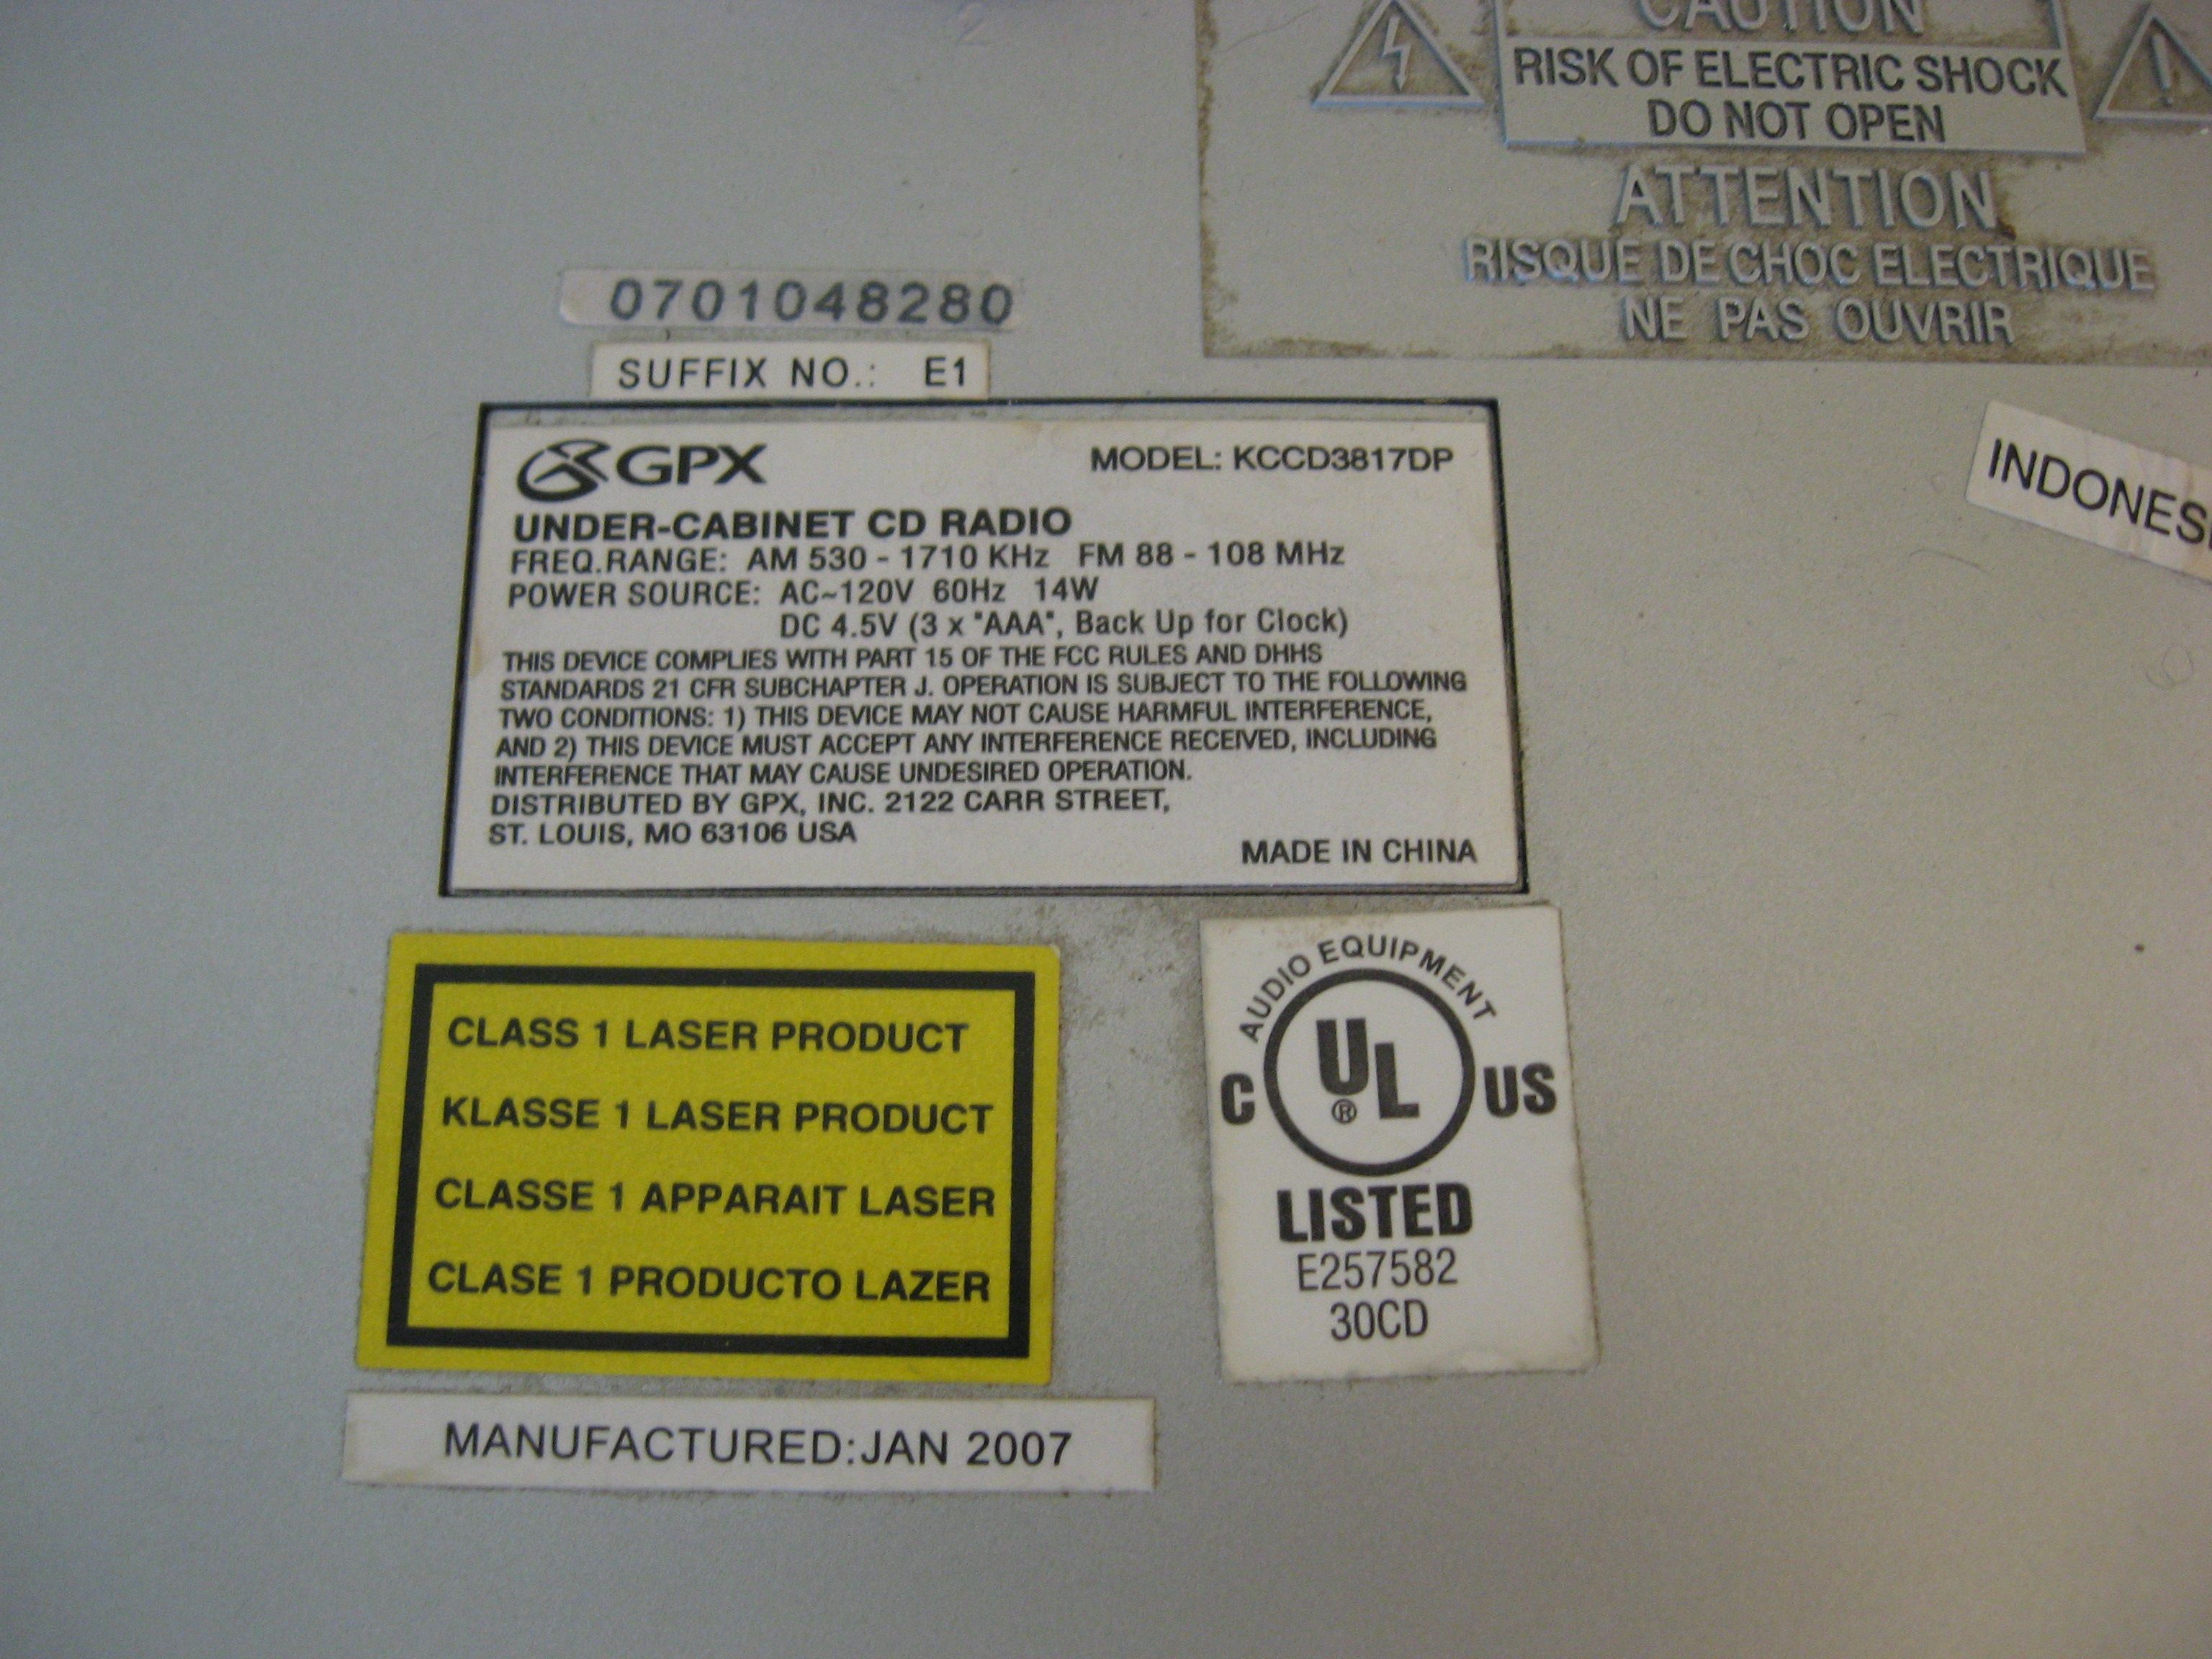 CAUTION
RISK OF ELECTRIC SHOCK
DO NOT OPEN
ATTENTION
RISQUE DE CHOC ELECTRIQUE
NE PAS OUVRIR
0701048280
SUFFIX NO.: E1
INDONES
GPX
MODEL: KCCD3817DP
UNDER-CABINET CD RADIO
FREQ.RANGE: AM 530 - 1710 KHz FM 88 - 108 MHz
POWER SOURCE: AC~120V 60Hz 14W
DC 4.5V (3 x "AAA", Back Up for Clock)
THIS DEVICE COMPLIES WITH PART 15 OF THE FCC RULES AND DHHS
STANDARDS 21 CFR SUBCHAPTER J. OPERATION IS SUBJECT TO THE FOLLOWING
TWO CONDITIONS: 1) THIS DEVICE MAY NOT CAUSE HARMFUL INTERFERENCE,
AND 2) THIS DEVICE MUST ACCEPT ANY INTERFERENCE RECEIVED, INCLUDING
INTERFERENCE THAT MAY CAUSE UNDESIRED OPERATION.
DISTRIBUTED BY GPX, INC. 2122 CARR STREET,
ST. LOUIS, MO 63106 USA
MADE IN CHINA
CLASS 1 LASER PRODUCT
KLASSE 1 LASER PRODUCT
CLASSE 1 APPARAIT LASER
CLASE 1 PRODUCTO LAZER
AUDIO EQUIPMENT
C UL® US
LISTED
E257582
30CD
MANUFACTURED:JAN 2007